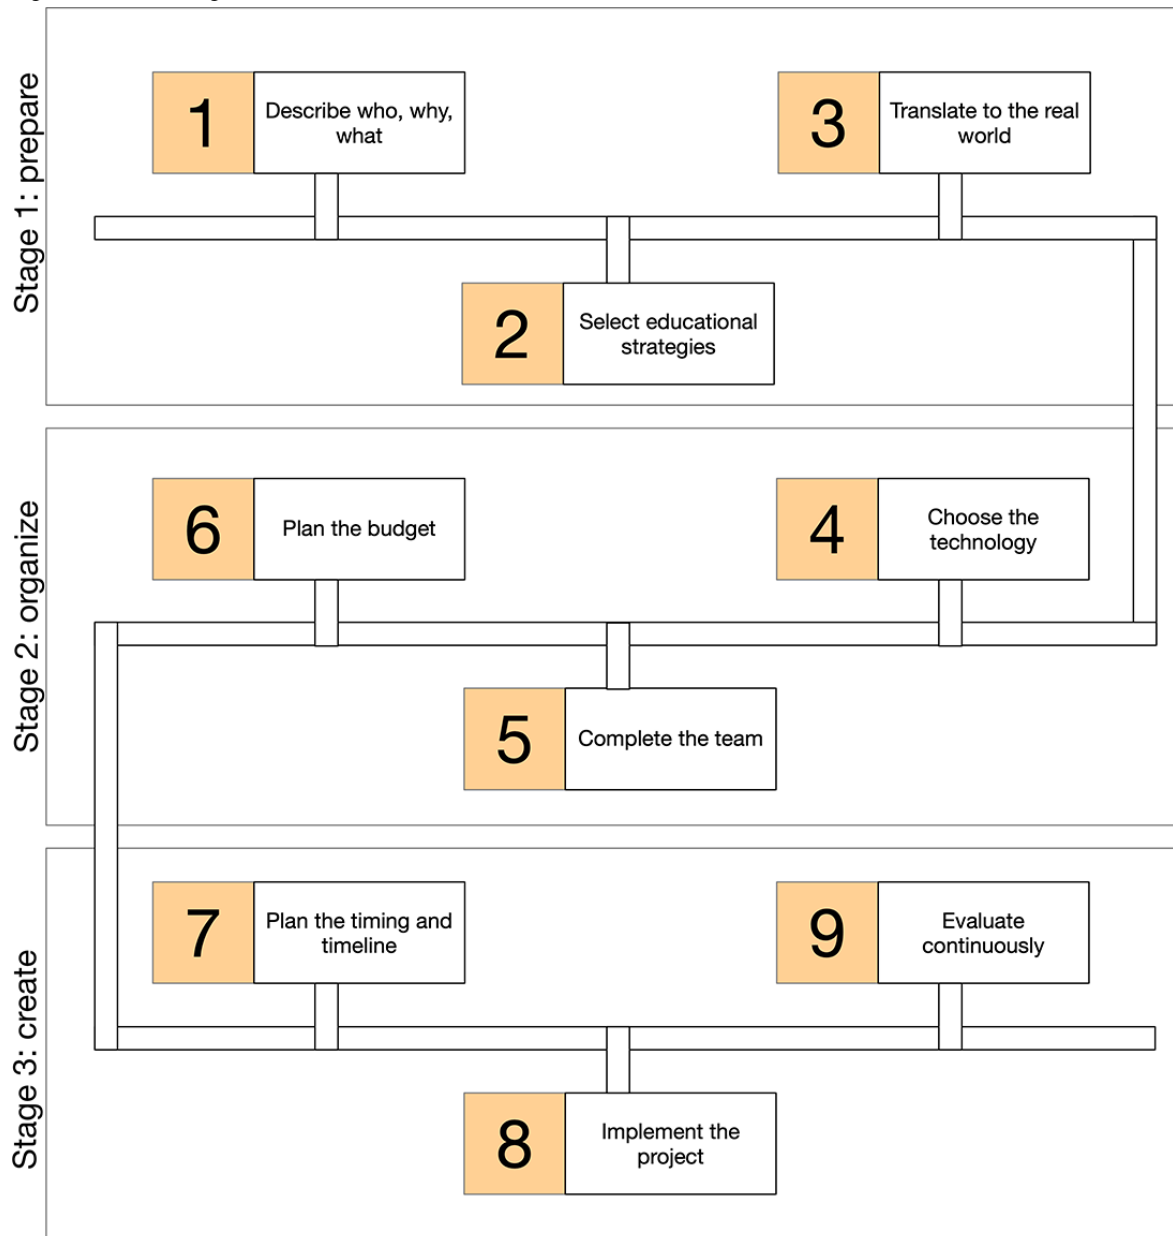 Stage 1: prepare
1
Describe who, why,
what
2
Select educational
strategies
3
Translate to the real
world
Stage 2: organize
4
Choose the
technology
5
Complete the team
6
Plan the budget
Stage 3: create
7
Plan the timing and
timeline
8
Implement the
project
9
Evaluate
continuously